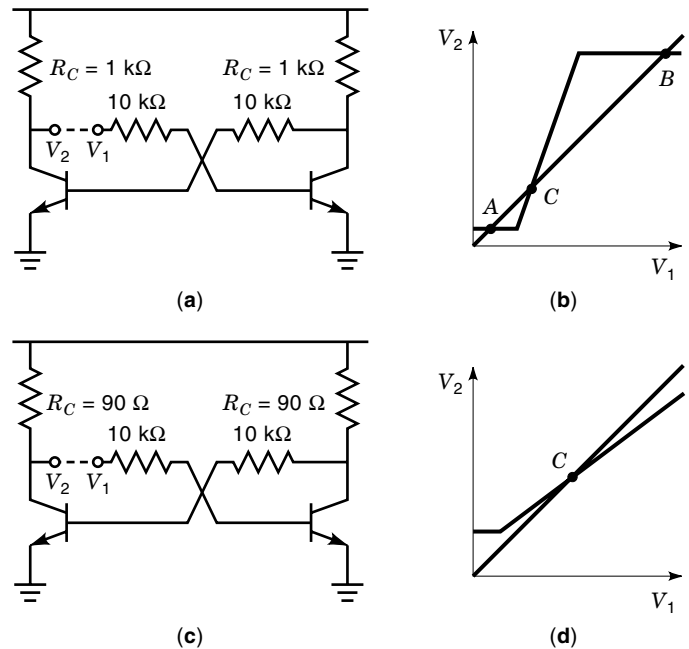 R_C = 1 kΩ
R_C = 1 kΩ
10 kΩ
10 kΩ
V_2
V_1
(a)
V_2
A
C
B
V_1
(b)
R_C = 90 Ω
R_C = 90 Ω
10 kΩ
10 kΩ
V_2
V_1
(c)
V_2
C
V_1
(d)